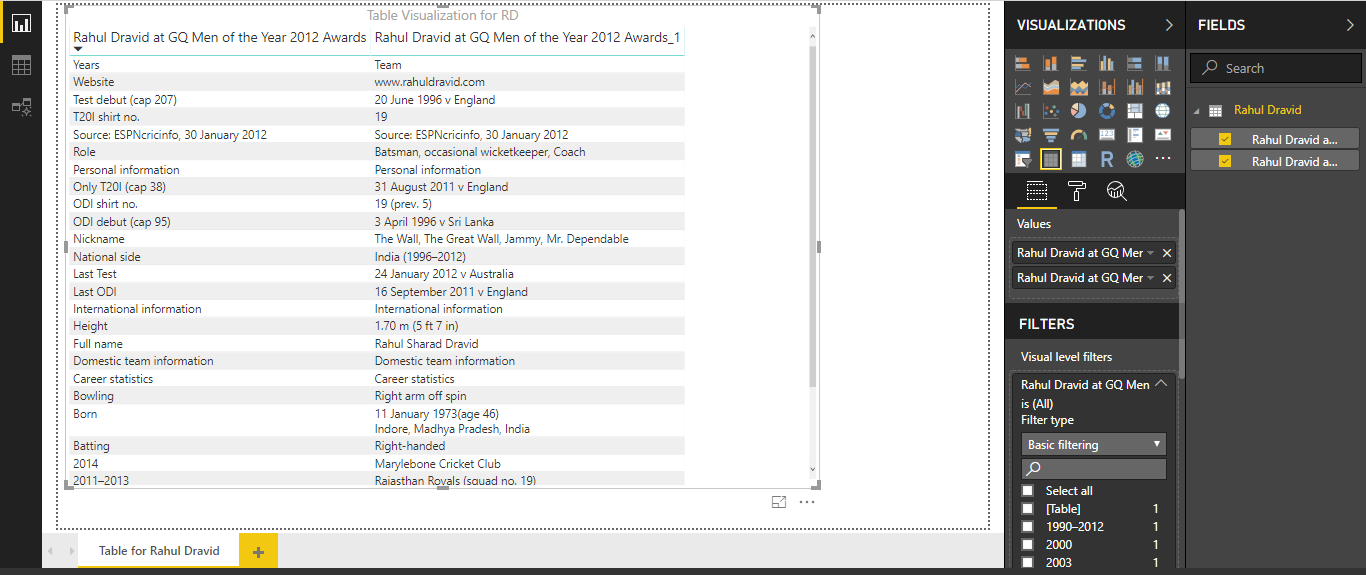 Table Visualization for RD
Rahul Dravid at GQ Men of the Year 2012 Awards Rahul Dravid at GQ Men of the Year 2012 Awards_1
Years Team
Website www.rahuldravid.com
Test debut (cap 207) 20 June 1996 v England
T20I shirt no. 19
Source: ESPNcricinfo, 30 January 2012 Source: ESPNcricinfo, 30 January 2012
Role Batsman, occasional wicketkeeper, Coach
Personal information Personal information
Only T20I (cap 38) 31 August 2011 v England
ODI shirt no. 19 (prev. 5)
ODI debut (cap 95) 3 April 1996 v Sri Lanka
Nickname The Wall, The Great Wall, Jammy, Mr. Dependable
National side India (1996–2012)
Last Test 24 January 2012 v Australia
Last ODI 16 September 2011 v England
International information International information
Height 1.70 m (5 ft 7 in)
Full name Rahul Sharad Dravid
Domestic team information Domestic team information
Career statistics Career statistics
Bowling Right arm off spin
Born 11 January 1973(age 46)
Indore, Madhya Pradesh, India
Batting Right-handed
2014 Marylebone Cricket Club
2011–2013 Rajasthan Royals (squad no. 19)
Table for Rahul Dravid
+
VISUALIZATIONS
123
R
Values
Rahul Dravid at GQ Mer
Rahul Dravid at GQ Mer
FILTERS
Visual level filters
Rahul Dravid at GQ Men
is (All)
Filter type
Basic filtering
Select all
[Table] 1
1990–2012 1
2000 1
2003 1
FIELDS
Search
Rahul Dravid
Rahul Dravid a...
Rahul Dravid a...